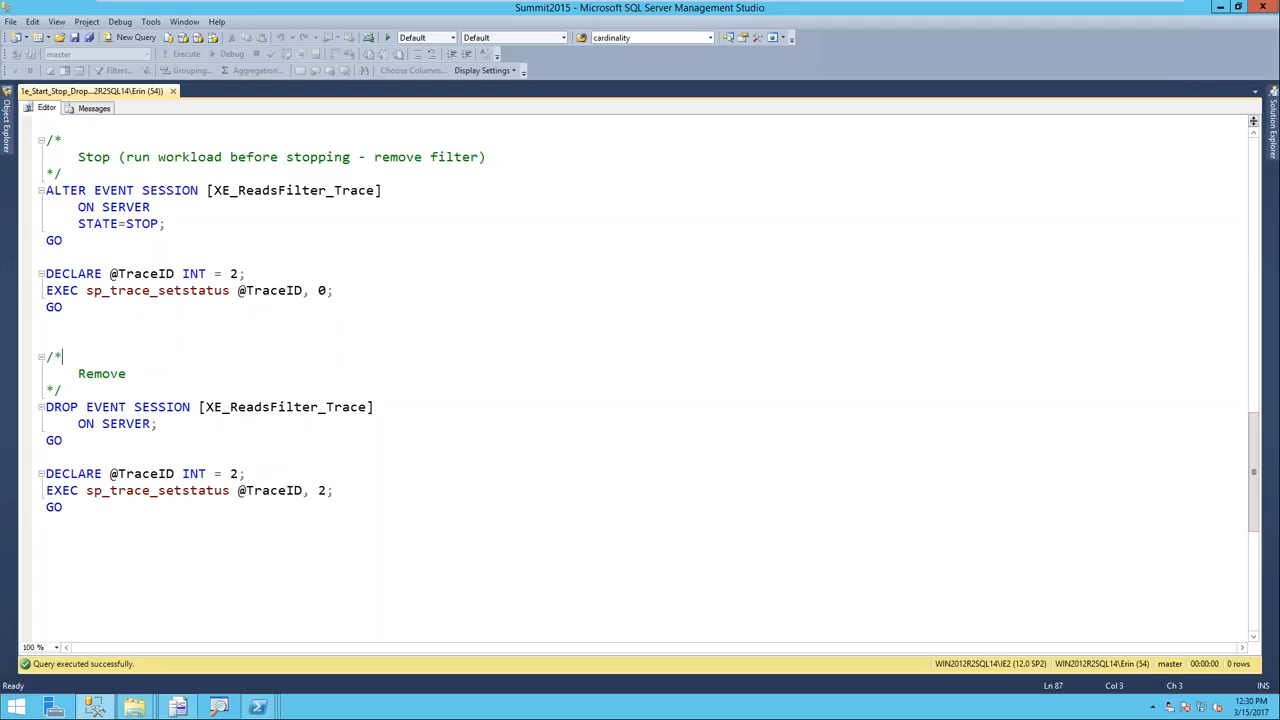 Summit2015 - Microsoft SQL Server Management Studio
File Edit View Project Debug Tools Window Help
New Query Default Default cardinality
master Execute Debug
Filters... Grouping... Aggregation... Choose Columns... Display Settings
1e_Start_Stop_Drop...2R2SQL14\Erin (54))
Editor Messages
Object Explorer
Solution Explorer
/*
Stop (run workload before stopping - remove filter)
*/
ALTER EVENT SESSION [XE_ReadsFilter_Trace]
ON SERVER
STATE=STOP;
GO
DECLARE @TraceID INT = 2;
EXEC sp_trace_setstatus @TraceID, 0;
GO
/*
Remove
*/
DROP EVENT SESSION [XE_ReadsFilter_Trace]
ON SERVER;
GO
DECLARE @TraceID INT = 2;
EXEC sp_trace_setstatus @TraceID, 2;
GO
100 %
Query executed successfully. WIN2012R2SQL14\IE2 (12.0 SP2) WIN2012R2SQL14\Erin (54) master 00:00:00 0 rows
Ready Ln 87 Col 3 Ch 3 INS
12:30 PM
3/15/2017